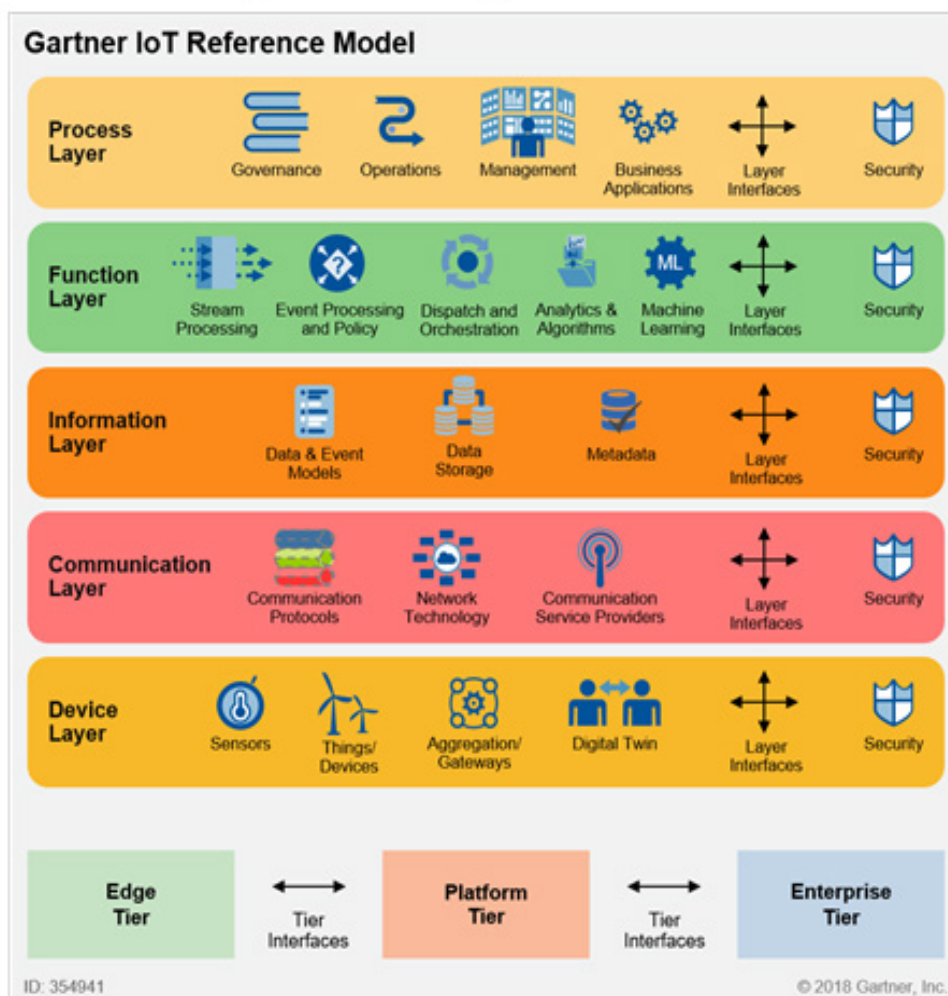 Gartner IoT Reference Model
Process
Layer
Governance
Operations
Management
Business
Applications
Layer
Interfaces
Security
Function
Layer
Stream
Processing
Event Processing
and Policy
?
Dispatch and
Orchestration
Analytics &
Algorithms
ML
Machine
Learning
Layer
Interfaces
Security
Information
Layer
Data & Event
Models
Data
Storage
Metadata
Layer
Interfaces
Security
Communication
Layer
Communication
Protocols
Network
Technology
Communication
Service Providers
Layer
Interfaces
Security
Device
Layer
Sensors
Things/
Devices
Aggregation/
Gateways
Digital Twin
Layer
Interfaces
Security
Edge
Tier
Tier
Interfaces
Platform
Tier
Tier
Interfaces
Enterprise
Tier
ID: 354941
© 2018 Gartner, Inc.